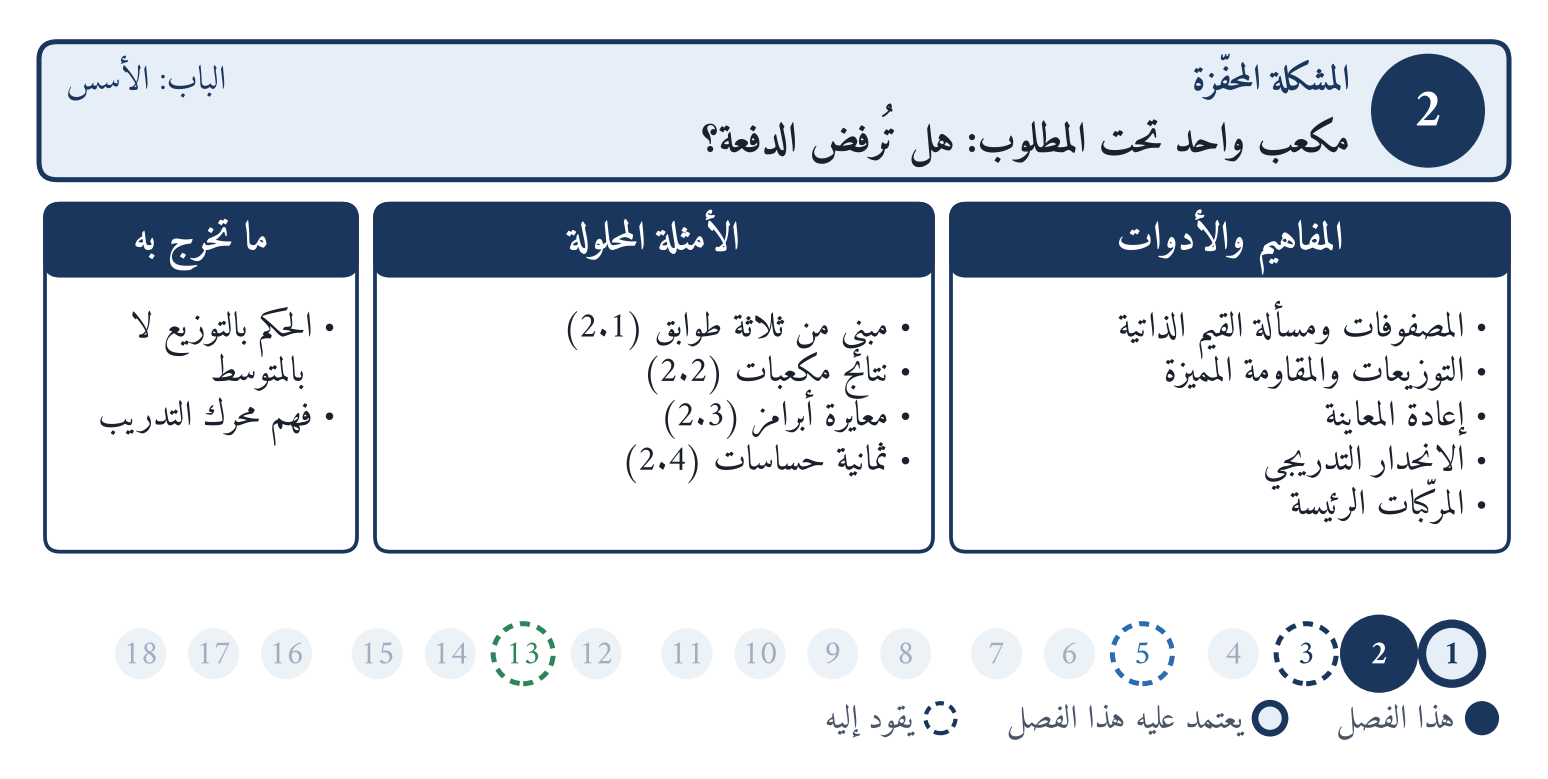 2
المشكلة المحفّزة
الباب: الأسس
مكعب واحد تحت المطلوب: هل تُرفض الدفعة؟
المفاهيم والأدوات
• المصفوفات ومسألة القيم الذاتية
• التوزيعات والمقاومة المميزة
• إعادة المعاينة
• الانحدار التدريجي
• المركّبات الرئيسة
الأمثلة المحلولة
• مبنى من ثلاثة طوابق (2.1)
• نتائج مكعبات (2.2)
• معايرة أبرامز (2.3)
• ثمانية حساسات (2.4)
ما تخرج به
• الحكم بالتوزيع لا
بالمتوسط
• فهم محرك التدريب
1 2 3 4 5 6 7 8 9 10 11 12 13 14 15 16 17 18
هذا الفصل يعتمد عليه هذا الفصل يقود إليه